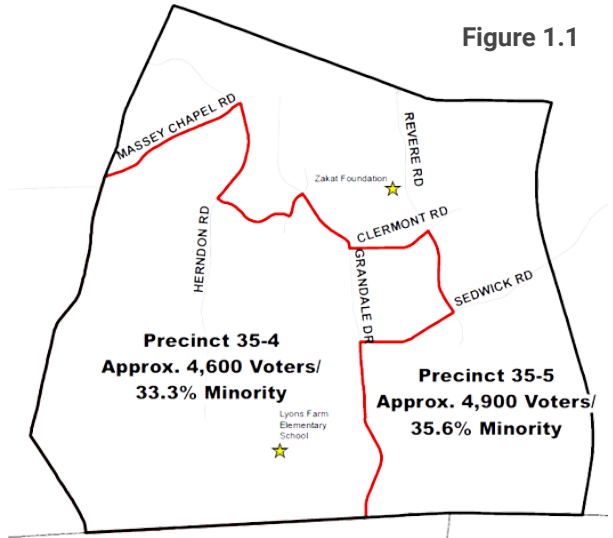 Figure 1.1
MASSEY CHAPEL RD
REVERE RD
Zakat Foundation
CLERMONT RD
HERNDON RD
GRANDALE DR
SEDWICK RD
Precinct 35-4
Approx. 4,600 Voters/
33.3% Minority
Precinct 35-5
Approx. 4,900 Voters/
35.6% Minority
Lyons Farm
Elementary
School